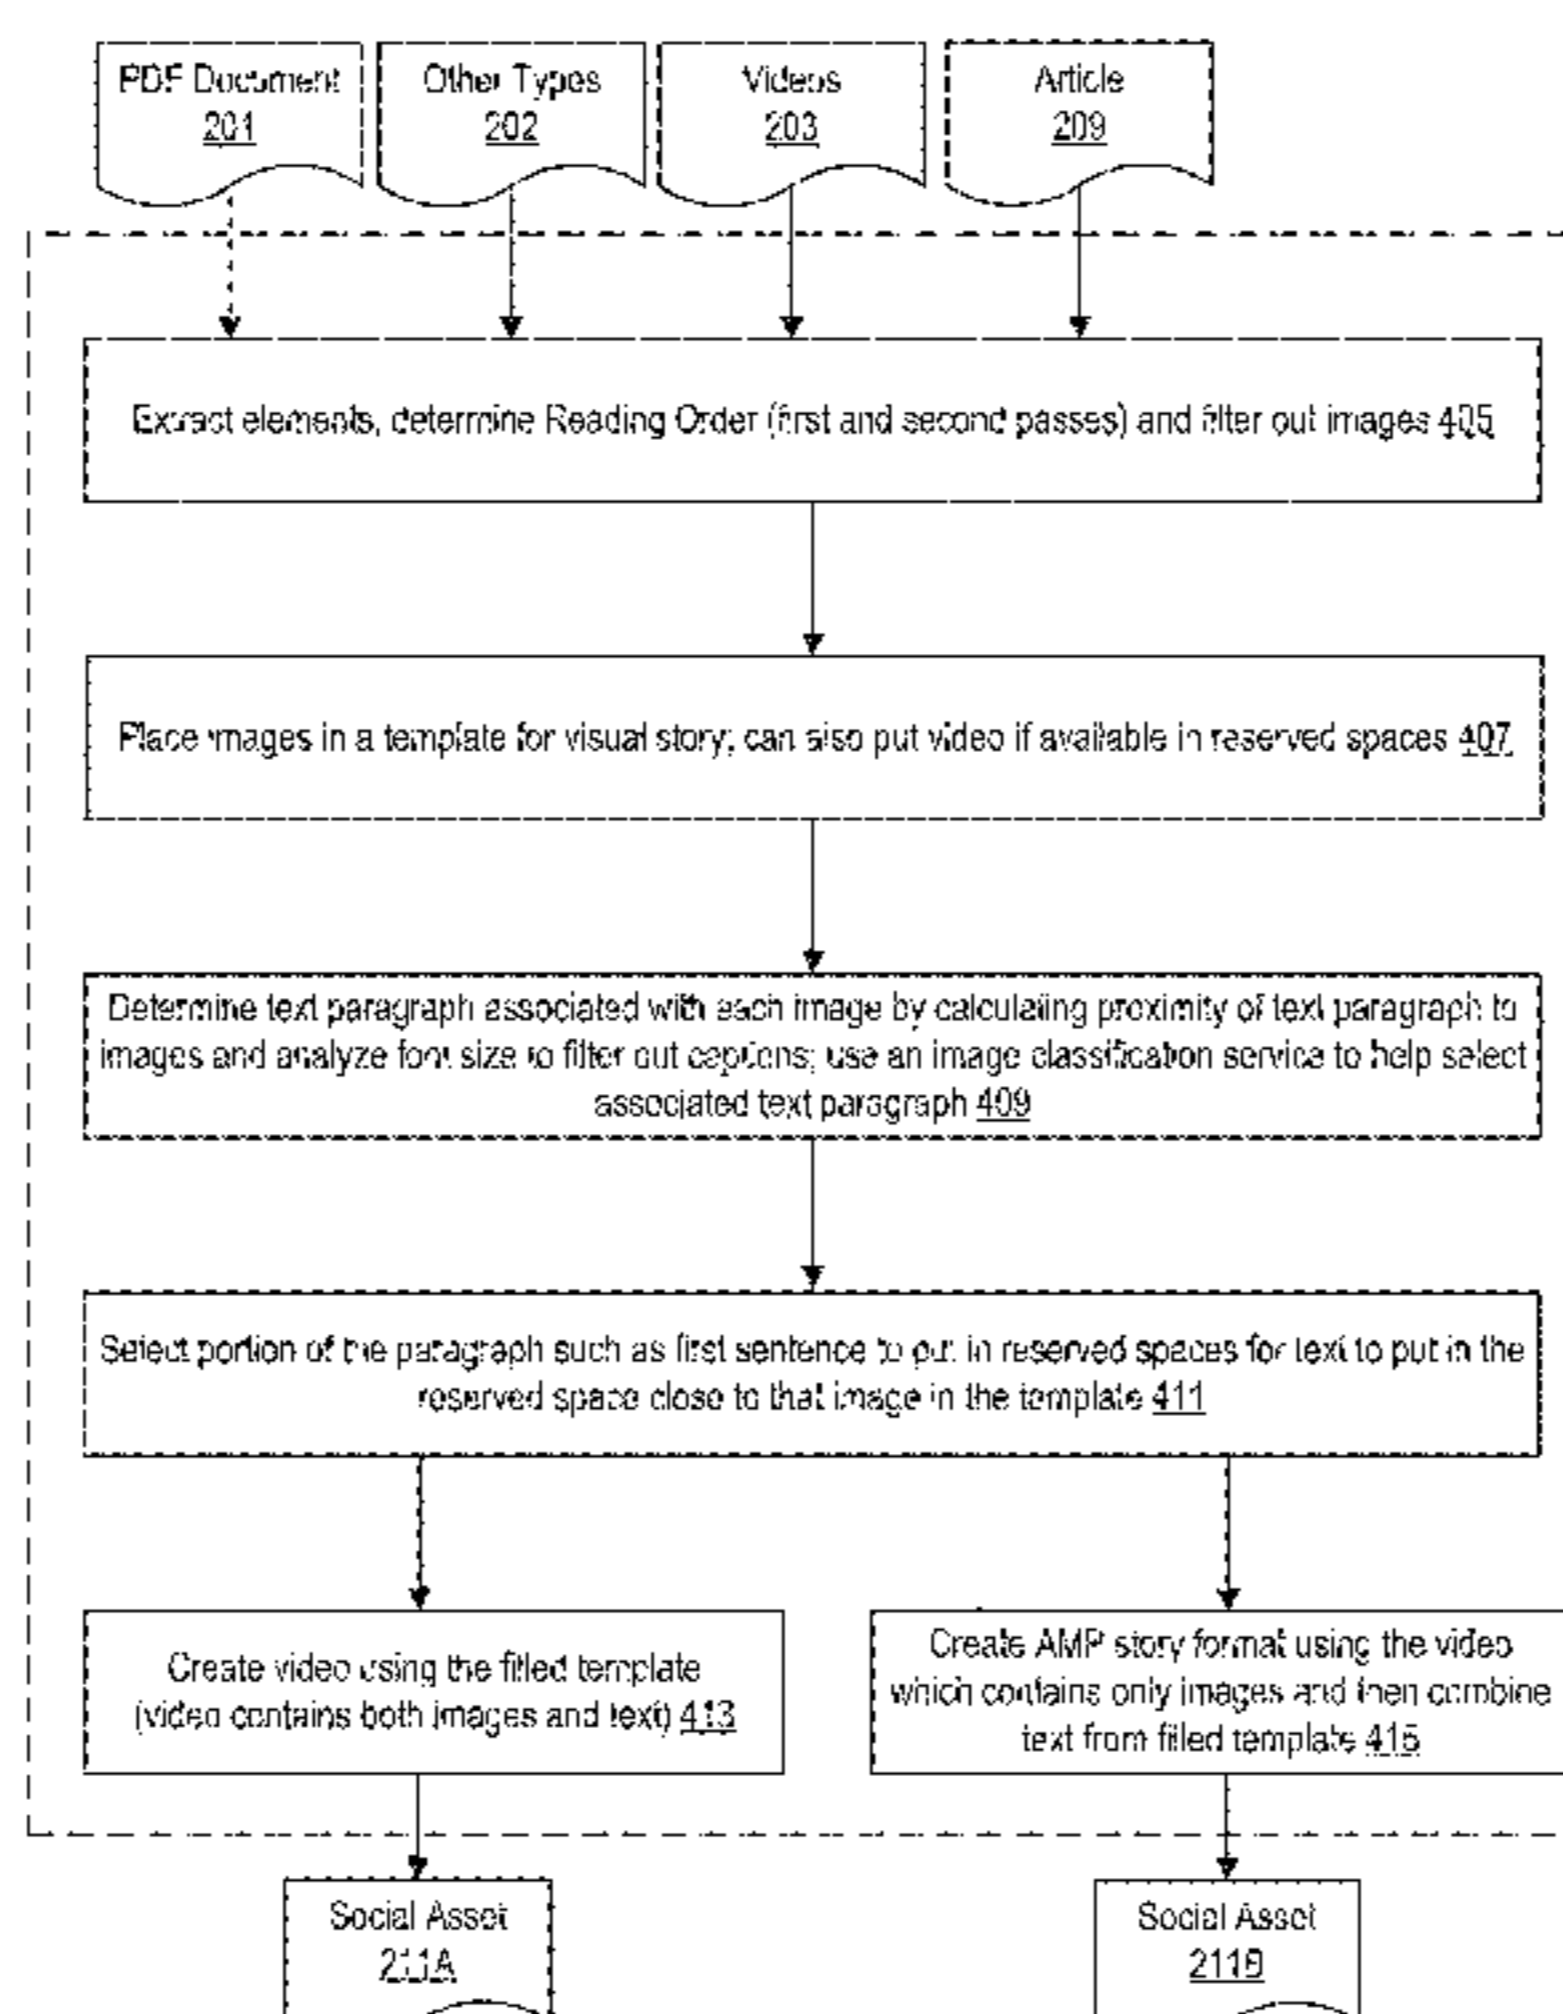 PDF Document
201
Other Types
202
Videos
203
Article
209
Extract elements, determine Reading Order (first and second passes) and filter out images 405
Place images in a template for visual story; can also put video if available in reserved spaces 407
Determine text paragraph associated with each image by calculating proximity of text paragraph to
images and analyze font size to filter out captions; use an image classification service to help select
associated text paragraph 409
Select portion of the paragraph such as first sentence to put in reserved spaces for text to put in the
reserved space close to that image in the template 411
Create video using the filled template
(video contains both images and text) 413
Create AMP story format using the video
which contains only images and then combine
text from filled template 415
Social Asset
211A
Social Asset
211B